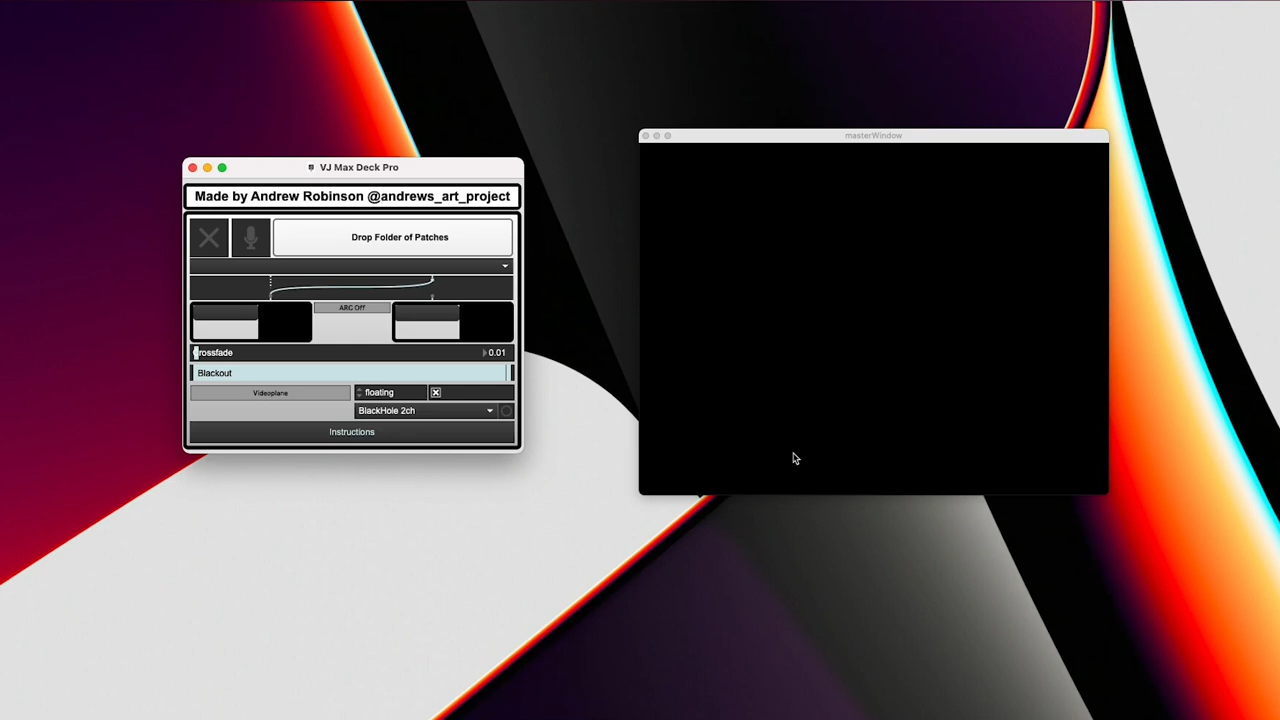 VJ Max Deck Pro
Made by Andrew Robinson @andrews_art_project
Drop Folder of Patches
ARC Off
rossfade
0.01
Blackout
Videoplane
floating
BlackHole 2ch
Instructions
masterWindow